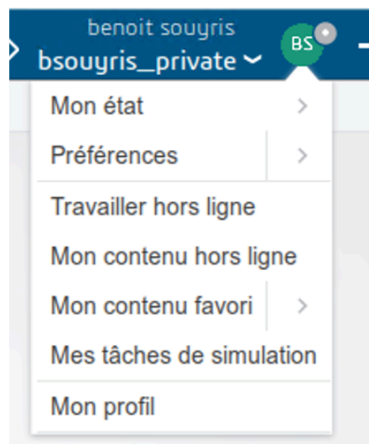 benoit souyris
bsouyris_private
BS
Mon état
Préférences
Travailler hors ligne
Mon contenu hors ligne
Mon contenu favori
Mes tâches de simulation
Mon profil